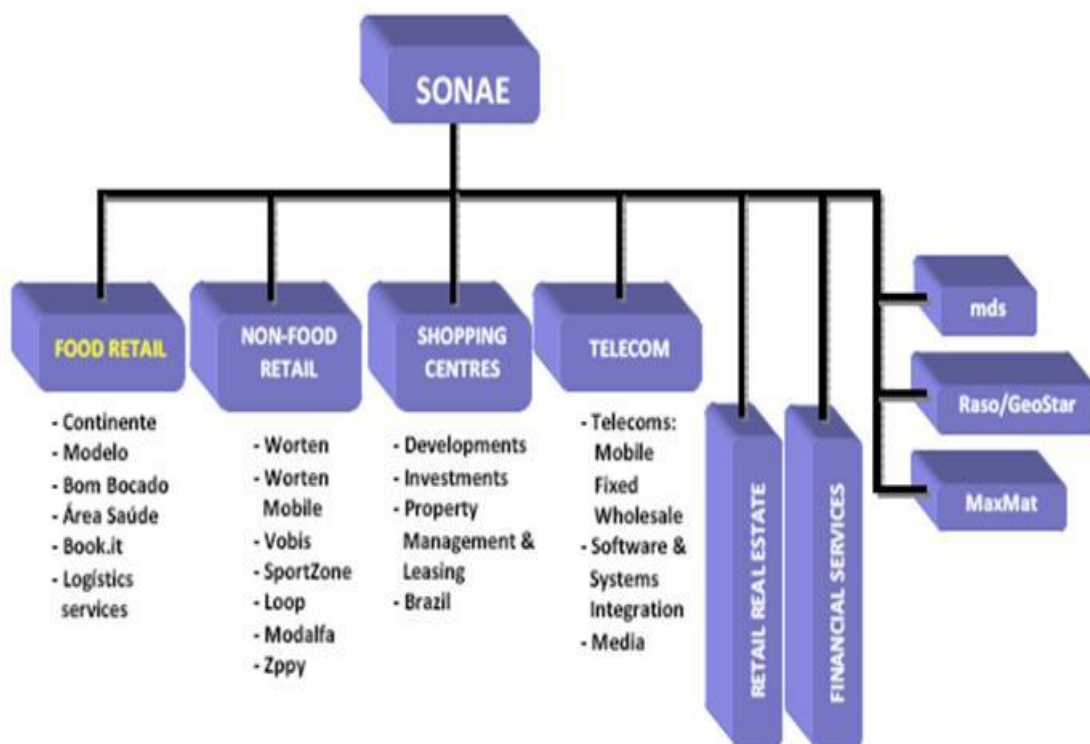 SONAE
FOOD RETAIL
- Continente
- Modelo
- Bom Bocado
- Área Saúde
- Book.it
- Logístics
services
NON-FOOD
RETAIL
- Worten
- Worten
Mobile
- Vobis
- SportZone
- Loop
- Modalfa
- Zppy
SHOPPING
CENTRES
- Developments
- Investments
- Property
Management &
Leasing
- Brazil
TELECOM
- Telecoms:
Mobile
Fixed
Wholesale
- Software &
Systems
Integration
- Media
RETAIL REAL ESTATE
FINANCIAL SERVICES
mds
Raso/GeoStar
MaxMat